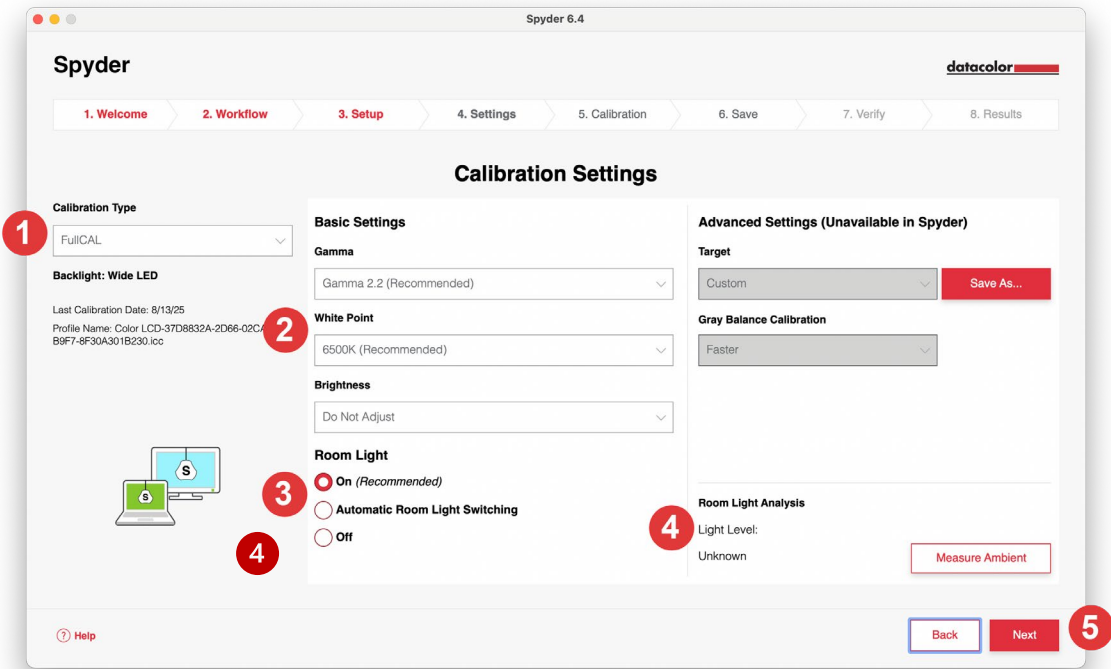 Spyder 6.4
Spyder
datacolor
1. Welcome
2. Workflow
3. Setup
4. Settings
5. Calibration
6. Save
7. Verify
8. Results
Calibration Settings
Calibration Type
1
FullCAL
Backlight: Wide LED
Last Calibration Date: 8/13/25
Profile Name: Color LCD-37D8832A-2D66-02CA
B9F7-8F30A301B230.icc
S
S
Basic Settings
Gamma
Gamma 2.2 (Recommended)
2
White Point
6500K (Recommended)
Brightness
Do Not Adjust
Room Light
3
On (Recommended)
Automatic Room Light Switching
Off
4
Advanced Settings (Unavailable in Spyder)
Target
Custom
Save As...
Gray Balance Calibration
Faster
Room Light Analysis
4
Light Level:
Unknown
Measure Ambient
? Help
Back
Next
5